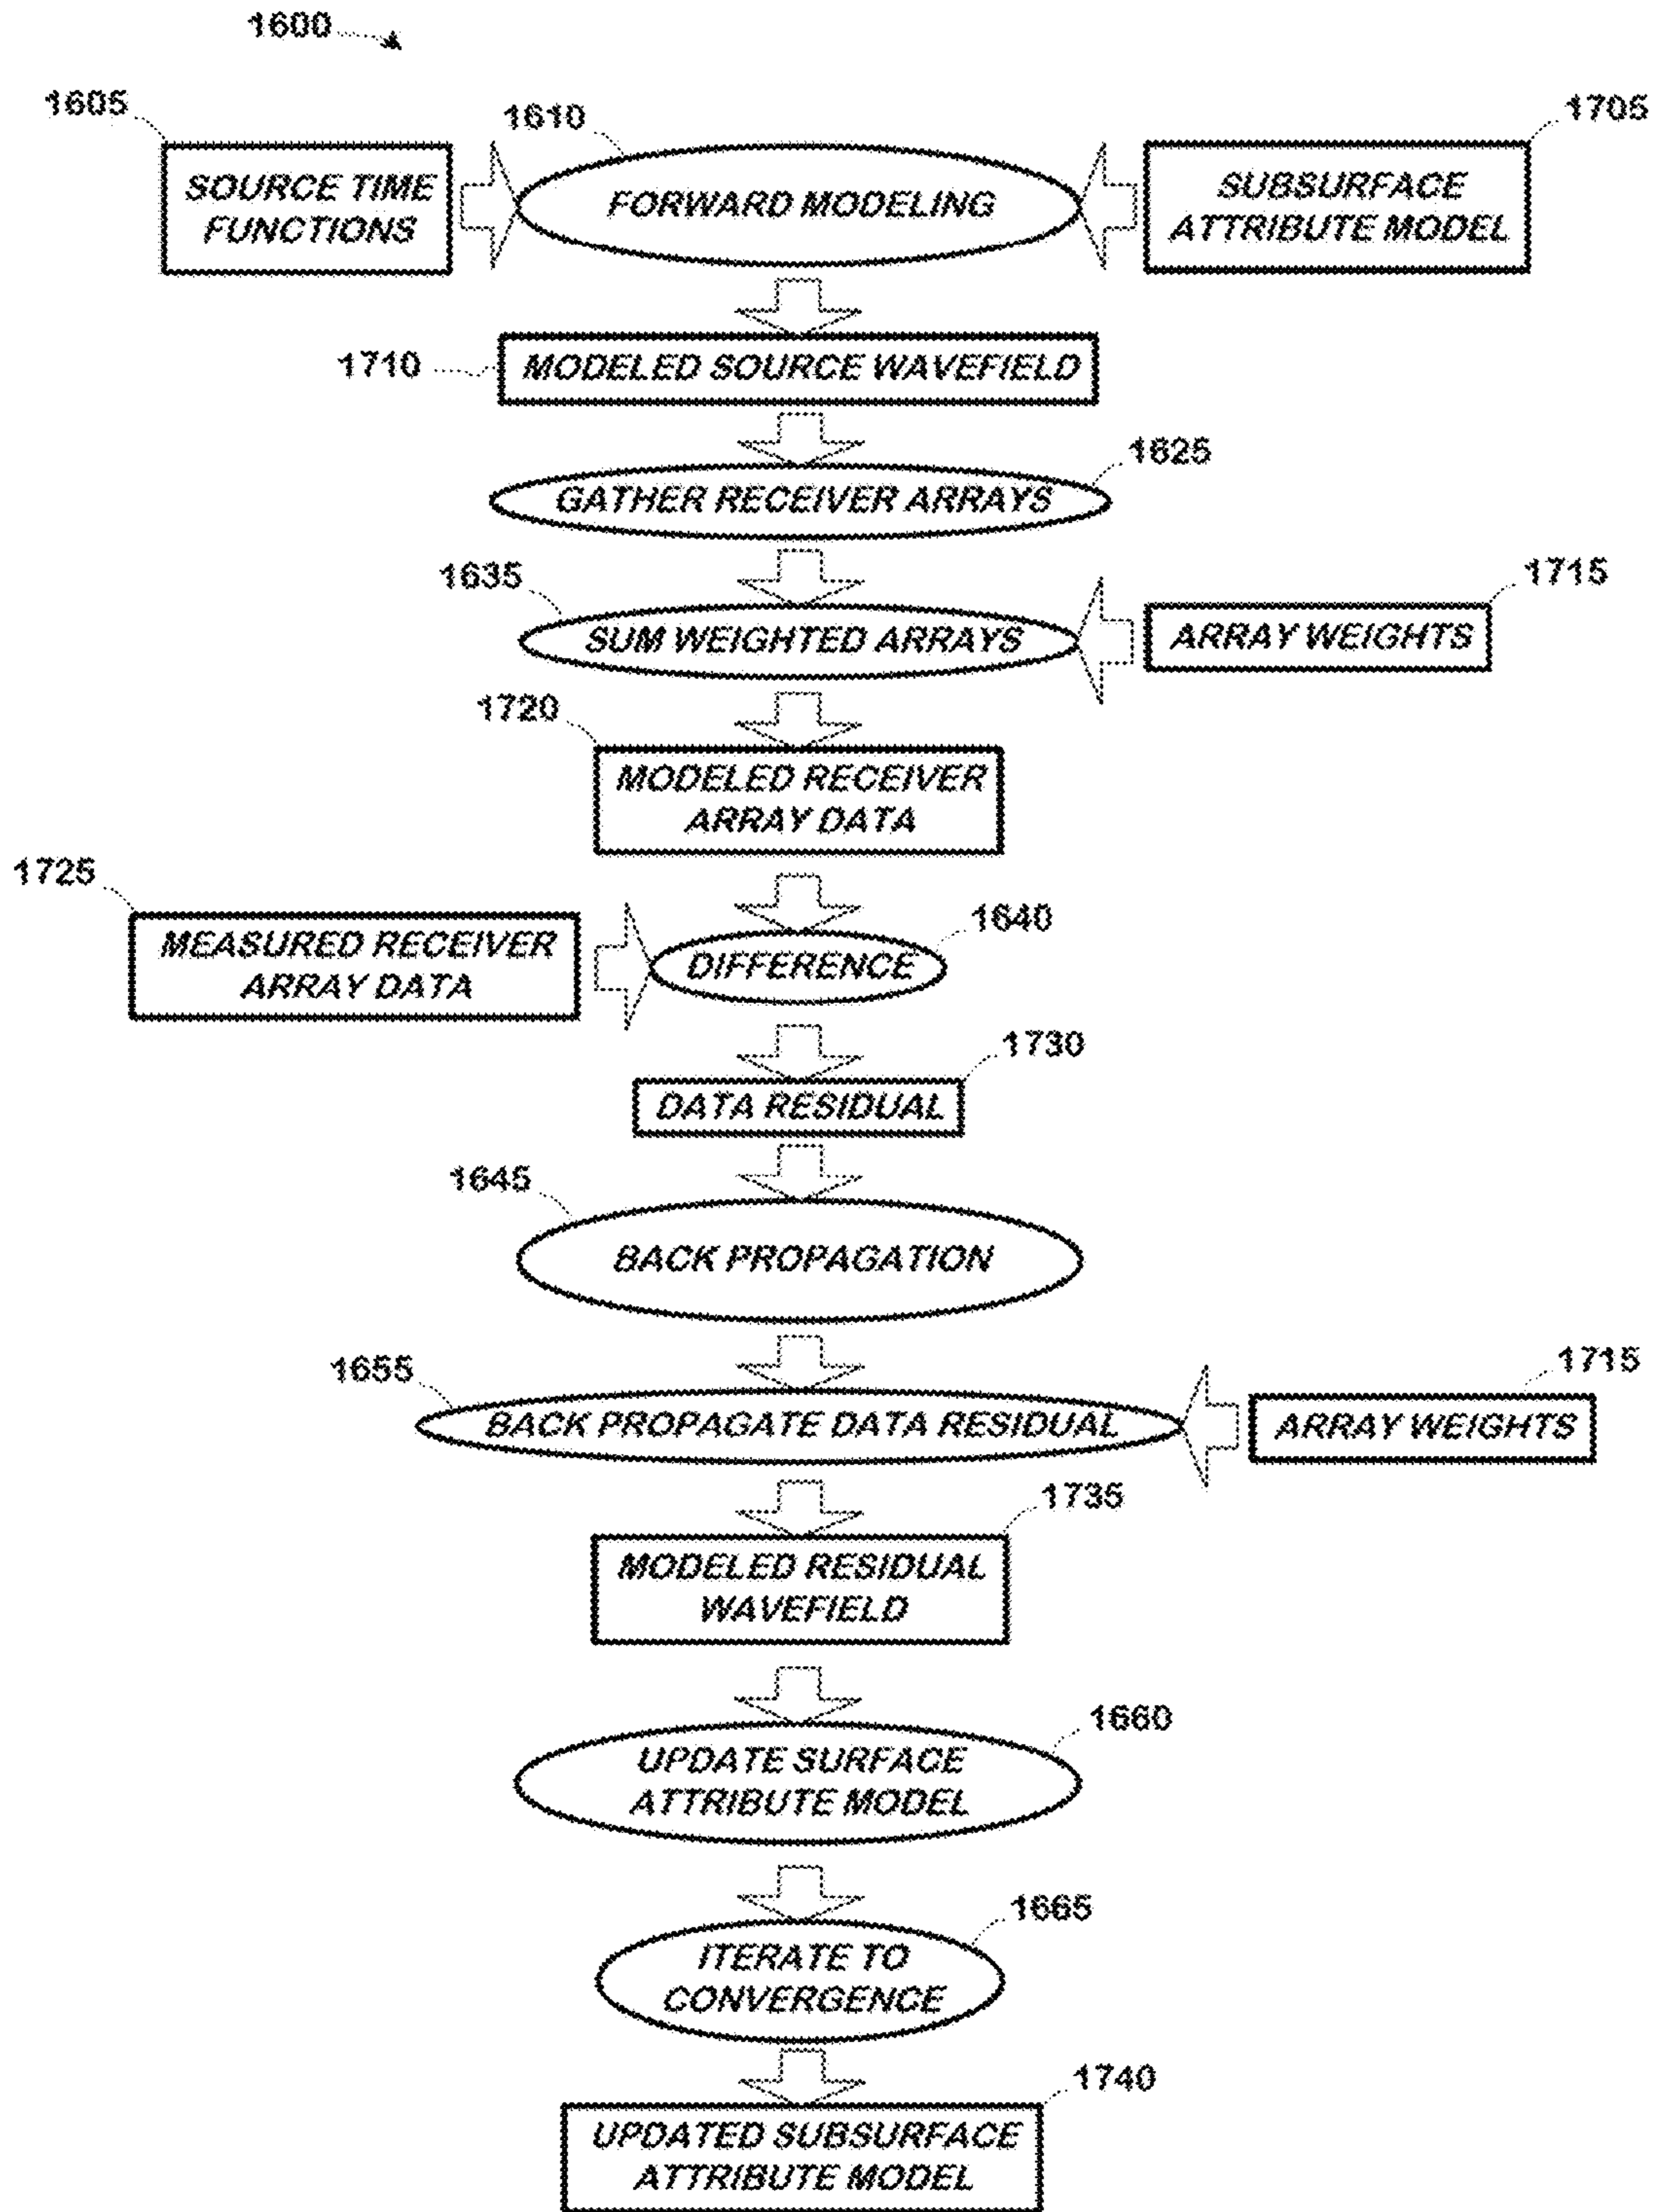 1600
1605
1610
1705
SOURCE TIME
FUNCTIONS
FORWARD MODELING
SUBSURFACE
ATTRIBUTE MODEL
1710
MODELED SOURCE WAVEFIELD
1625
GATHER RECEIVER ARRAYS
1635
1715
SUM WEIGHTED ARRAYS
ARRAY WEIGHTS
1720
MODELED RECEIVER
ARRAY DATA
1725
1640
MEASURED RECEIVER
ARRAY DATA
DIFFERENCE
1730
DATA RESIDUAL
1645
BACK PROPAGATION
1655
1715
BACK PROPAGATE DATA RESIDUAL
ARRAY WEIGHTS
1735
MODELED RESIDUAL
WAVEFIELD
1660
UPDATE SURFACE
ATTRIBUTE MODEL
1665
ITERATE TO
CONVERGENCE
1740
UPDATED SUBSURFACE
ATTRIBUTE MODEL